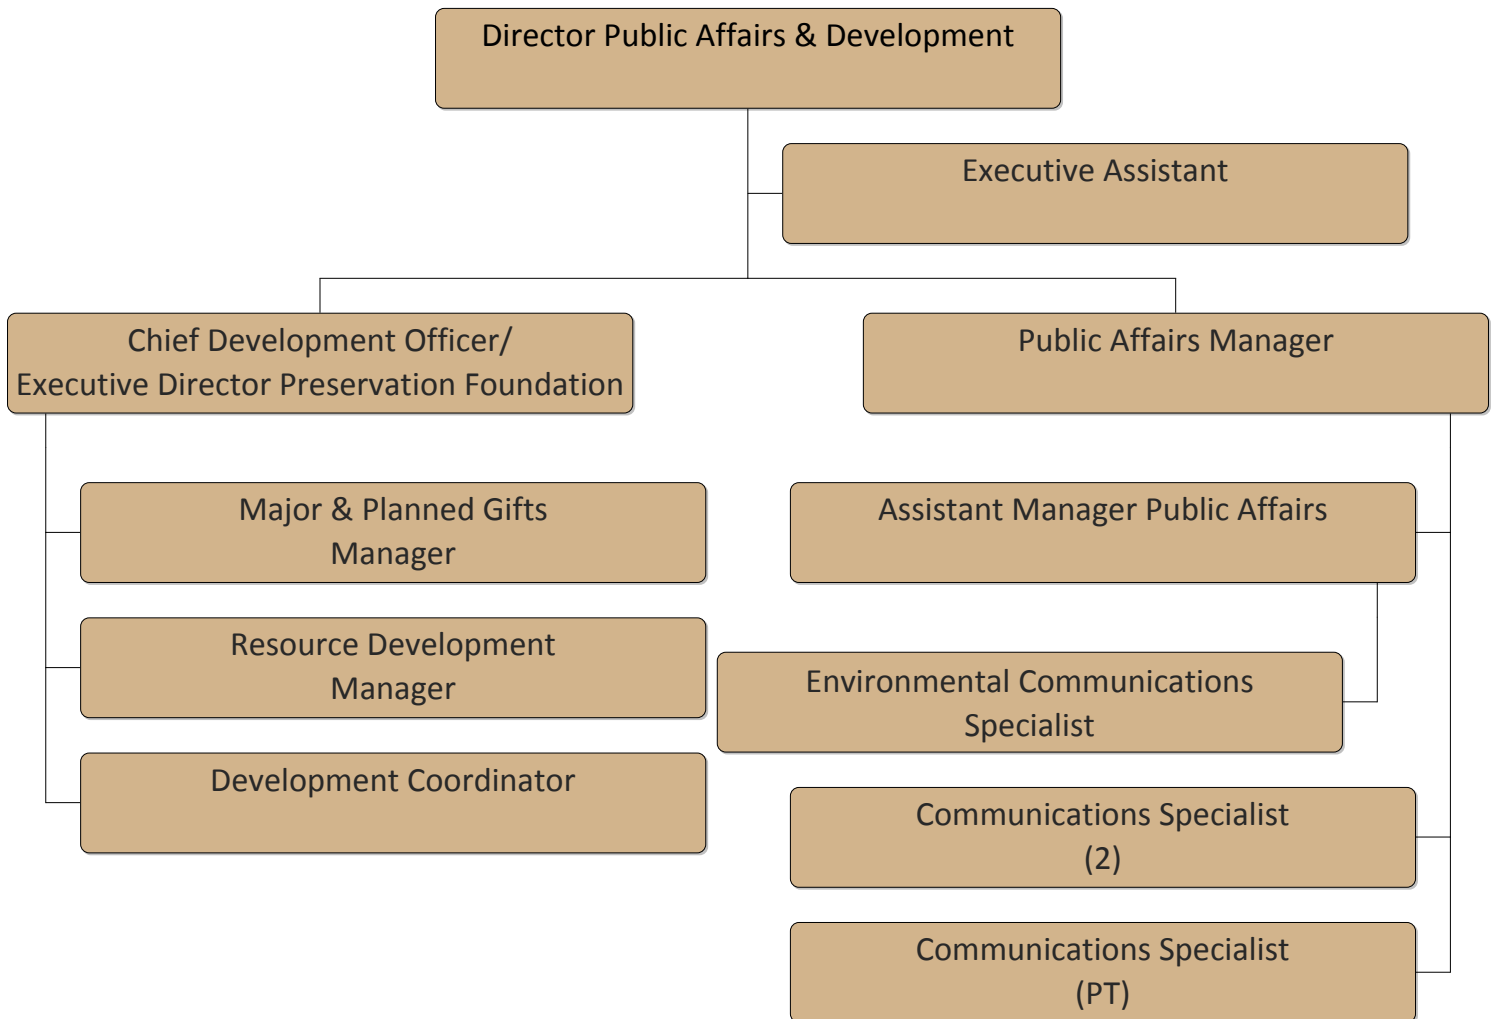 Director Public Affairs & Development
Executive Assistant
Chief Development Officer/
Executive Director Preservation Foundation
Public Affairs Manager
Major & Planned Gifts
Manager
Assistant Manager Public Affairs
Resource Development
Manager
Environmental Communications
Specialist
Development Coordinator
Communications Specialist
(2)
Communications Specialist
(PT)